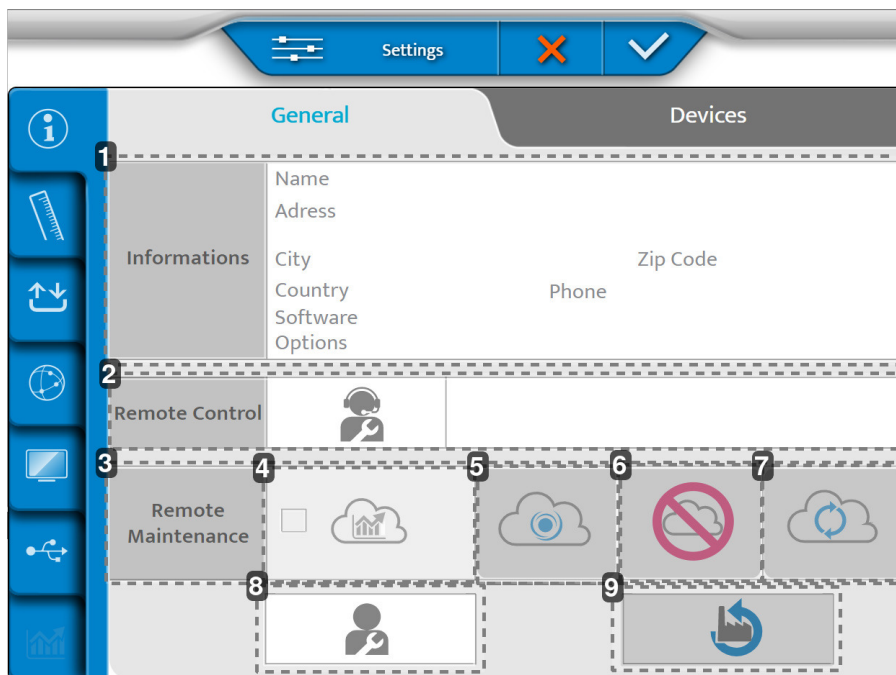 Settings
General
Devices
1
Name
Adress
Informations
City
Zip Code
Country
Phone
Software
Options
2
Remote Control
3
4
5
6
7
Remote
Maintenance
8
9